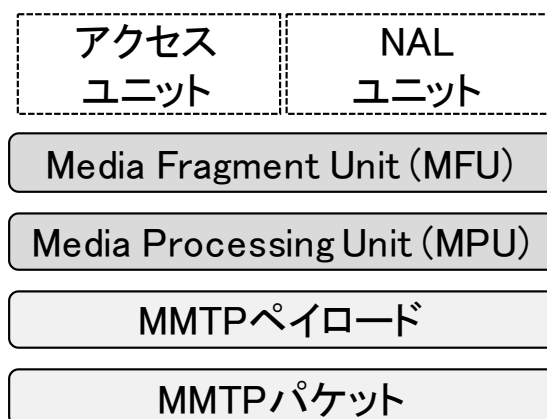 アクセス
ユニット
NAL
ユニット
Media Fragment Unit (MFU)
Media Processing Unit (MPU)
MMTPペイロード
MMTPパケット